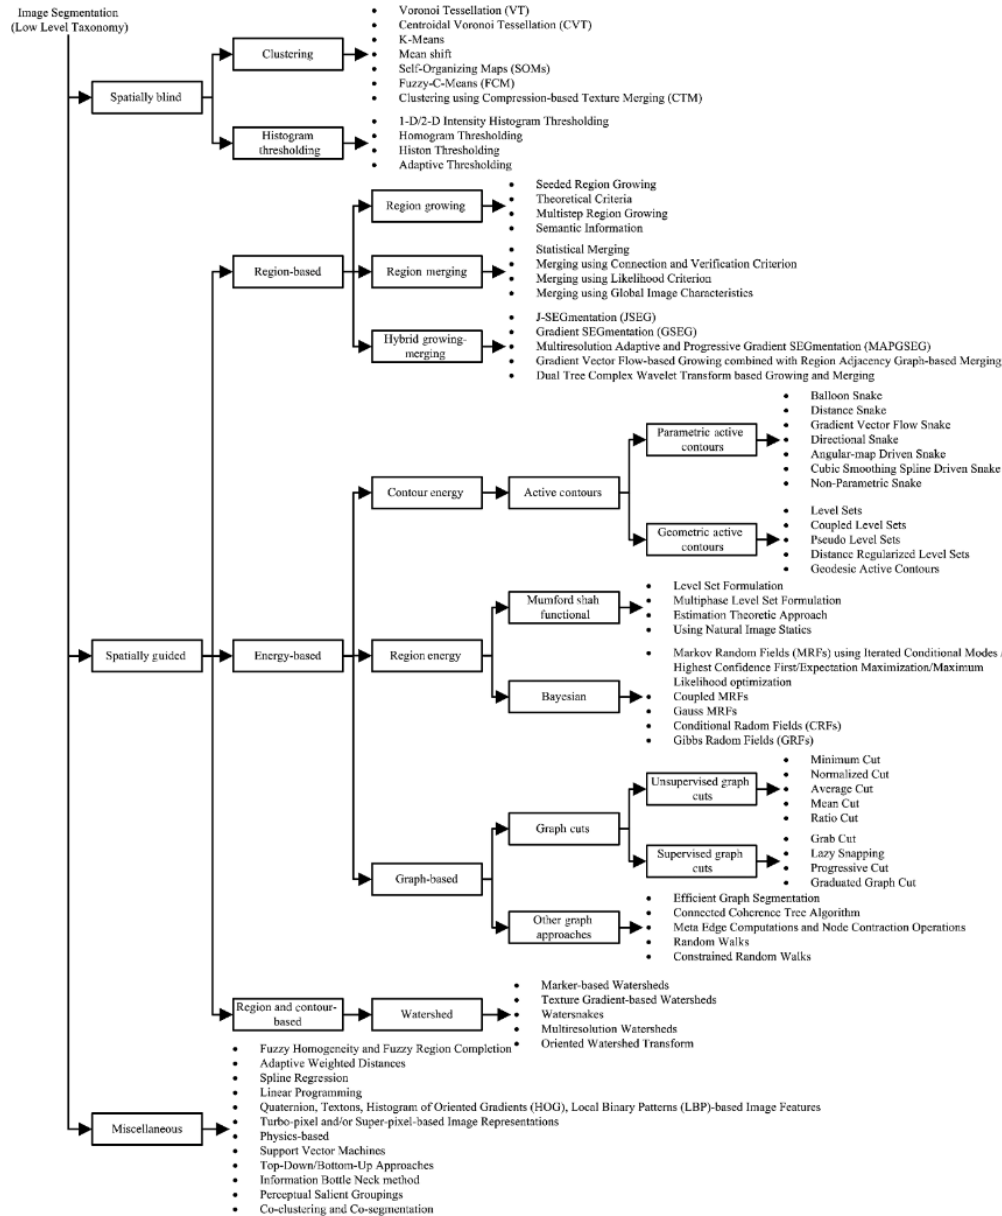 Image Segmentation
(Low Level Taxonomy)
Spatially blind
Clustering
• Voronoi Tessellation (VT)
• Centroidal Voronoi Tessellation (CVT)
• K-Means
• Mean shift
• Self-Organizing Maps (SOMs)
• Fuzzy-C-Means (FCM)
• Clustering using Compression-based Texture Merging (CTM)
Histogram
thresholding
• 1-D/2-D Intensity Histogram Thresholding
• Homogram Thresholding
• Histon Thresholding
• Adaptive Thresholding
Spatially guided
Region-based
Region growing
• Seeded Region Growing
• Theoretical Criteria
• Multistep Region Growing
• Semantic Information
Region merging
• Statistical Merging
• Merging using Connection and Verification Criterion
• Merging using Likelihood Criterion
• Merging using Global Image Characteristics
Hybrid growing-
merging
• J-SEGmentation (JSEG)
• Gradient SEGmentation (GSEG)
• Multiresolution Adaptive and Progressive Gradient SEGmentation (MAPGSEG)
• Gradient Vector Flow-based Growing combined with Region Adjacency Graph-based Merging
• Dual Tree Complex Wavelet Transform based Growing and Merging
Energy-based
Contour energy
Active contours
Parametric active
contours
• Balloon Snake
• Distance Snake
• Gradient Vector Flow Snake
• Directional Snake
• Angular-map Driven Snake
• Cubic Smoothing Spline Driven Snake
• Non-Parametric Snake
Geometric active
contours
• Level Sets
• Coupled Level Sets
• Pseudo Level Sets
• Distance Regularized Level Sets
• Geodesic Active Contours
Region energy
Mumford shah
functional
• Level Set Formulation
• Multiphase Level Set Formulation
• Estimation Theoretic Approach
• Using Natural Image Statics
Bayesian
• Markov Random Fields (MRFs) using Iterated Conditional Modes /
Highest Confidence First/Expectation Maximization/Maximum
Likelihood optimization
• Coupled MRFs
• Gauss MRFs
• Conditional Radom Fields (CRFs)
• Gibbs Radom Fields (GRFs)
Graph-based
Graph cuts
Unsupervised graph
cuts
• Minimum Cut
• Normalized Cut
• Average Cut
• Mean Cut
• Ratio Cut
Supervised graph
cuts
• Grab Cut
• Lazy Snapping
• Progressive Cut
• Graduated Graph Cut
Other graph
approaches
• Efficient Graph Segmentation
• Connected Coherence Tree Algorithm
• Meta Edge Computations and Node Contraction Operations
• Random Walks
• Constrained Random Walks
Region and contour-
based
Watershed
• Marker-based Watersheds
• Texture Gradient-based Watersheds
• Watersnakes
• Multiresolution Watersheds
• Oriented Watershed Transform
Miscellaneous
• Fuzzy Homogeneity and Fuzzy Region Completion
• Adaptive Weighted Distances
• Spline Regression
• Linear Programming
• Quaternion, Textons, Histogram of Oriented Gradients (HOG), Local Binary Patterns (LBP)-based Image Features
• Turbo-pixel and/or Super-pixel-based Image Representations
• Physics-based
• Support Vector Machines
• Top-Down/Bottom-Up Approaches
• Information Bottle Neck method
• Perceptual Salient Groupings
• Co-clustering and Co-segmentation